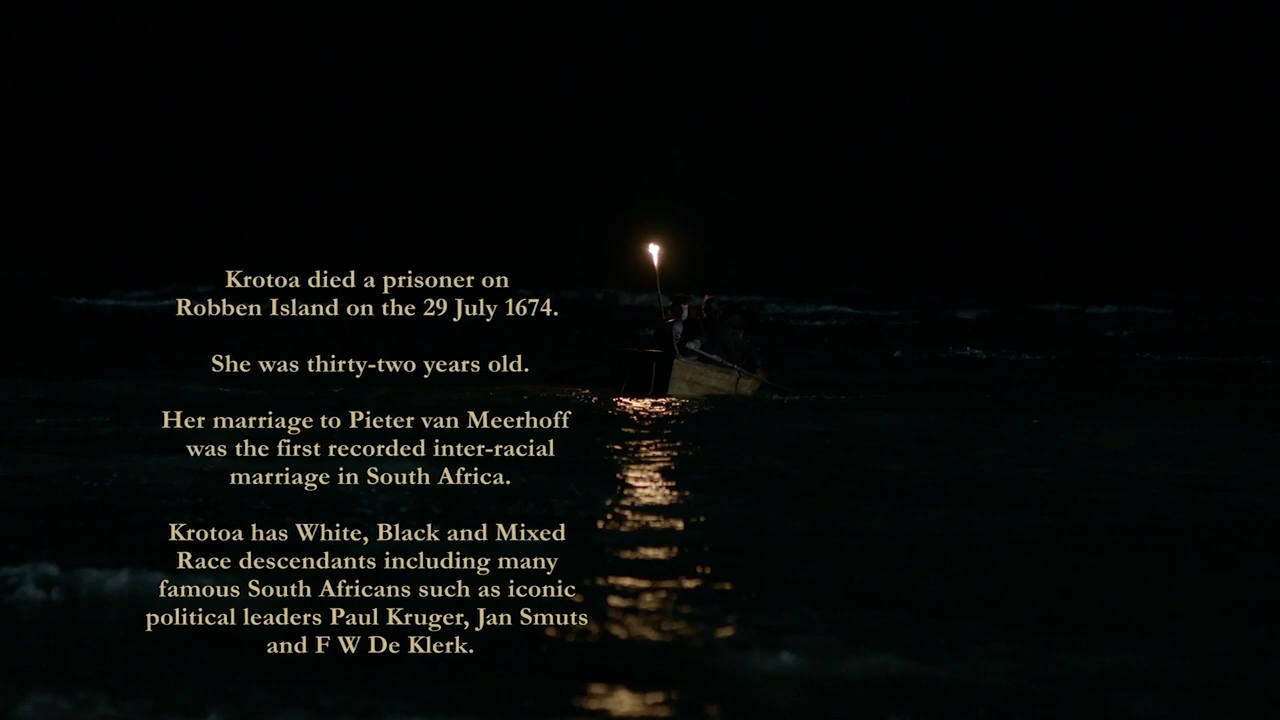 Krotoa died a prisoner on
Robben Island on the 29 July 1674.
She was thirty-two years old.
Her marriage to Pieter van Meerhoff
was the first recorded inter-racial
marriage in South Africa.
Krotoa has White, Black and Mixed
Race descendants including many
famous South Africans such as iconic
political leaders Paul Kruger, Jan Smuts
and F W De Klerk.